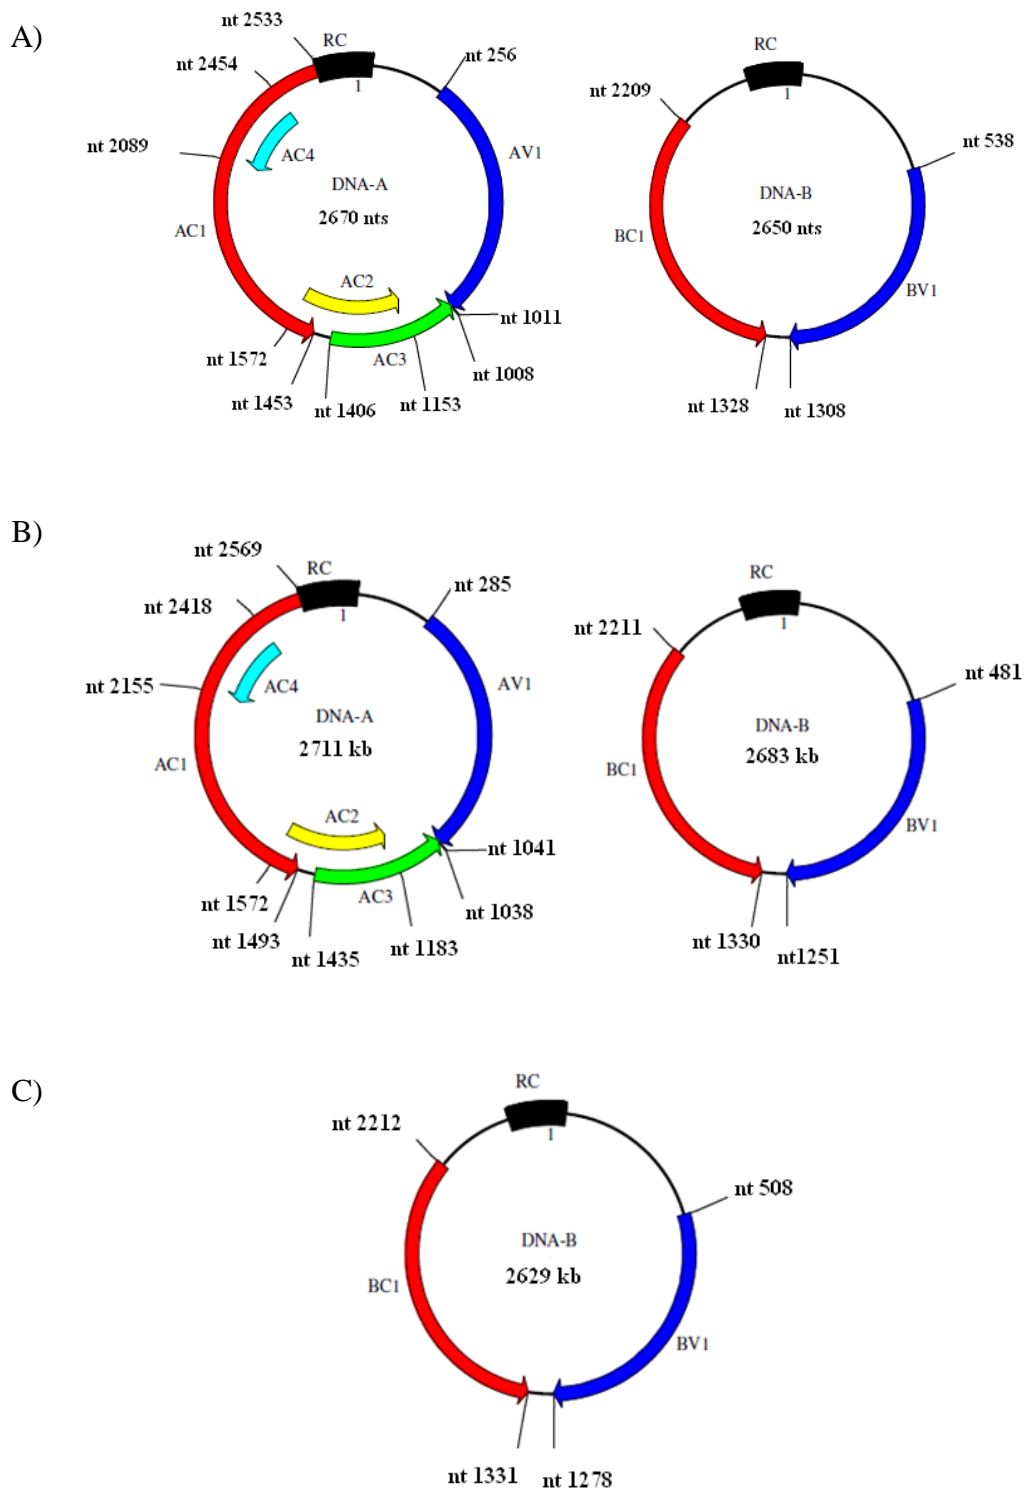 A)
nt 2533
RC
nt 2454
nt 256
1
nt 2089
AC4
AV1
DNA-A
2670 nts
AC1
AC2
nt 1011
nt 1572
AC3
nt 1008
nt 1453
nt 1406
nt 1153
RC
nt 2209
1
nt 538
DNA-B
2650 nts
BC1
BV1
nt 1328
nt 1308
B)
nt 2569
RC
nt 2418
nt 285
1
nt 2155
AC4
AV1
DNA-A
2711 kb
AC1
AC2
nt 1041
nt 1572
AC3
nt 1038
nt 1493
nt 1435
nt 1183
RC
nt 2211
1
nt 481
DNA-B
2683 kb
BC1
BV1
nt 1330
nt1251
C)
RC
nt 2212
1
nt 508
DNA-B
2629 kb
BC1
BV1
nt 1331
nt 1278